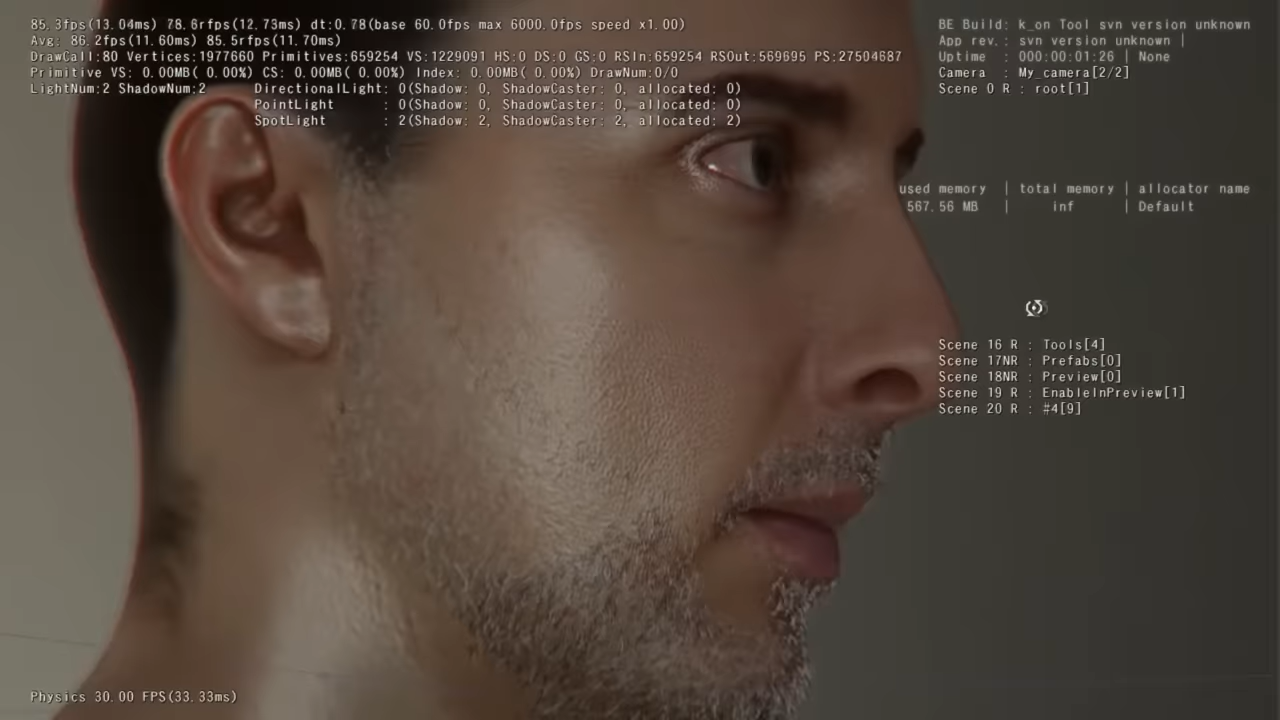 85.3fps(13.04ms) 78.6rfps(12.73ms) dt:0.78(base 60.0fps max 6000.0fps speed x1.00)
Avg: 86.2fps(11.60ms) 85.5rfps(11.70ms)
DrawCall:80 Vertices:1977660 Primitives:659254 VS:1229091 HS:0 DS:0 GS:0 RSIn:659254 RSOut:569695 PS:27504687
Primitive VS: 0.00MB( 0.00%) CS: 0.00MB( 0.00%) Index: 0.00MB( 0.00%) DrawNum:0/0
LightNum:2 ShadowNum:2 DirectionalLight: 0(Shadow: 0, ShadowCaster: 0, allocated: 0)
PointLight : 0(Shadow: 0, ShadowCaster: 0, allocated: 0)
SpotLight : 2(Shadow: 2, ShadowCaster: 2, allocated: 2)
BE Build: k_on Tool svn version unknown
App rev.: svn version unknown |
Uptime : 000:00:01:26 | None
Camera : My_camera[2/2]
Scene 0 R : root[1]
used memory | total memory | allocator name
567.56 MB | inf | Default
Scene 16 R : Tools[4]
Scene 17NR : Prefabs[0]
Scene 18NR : Preview[0]
Scene 19 R : EnableInPreview[1]
Scene 20 R : #4[9]
Physics 30.00 FPS(33.33ms)